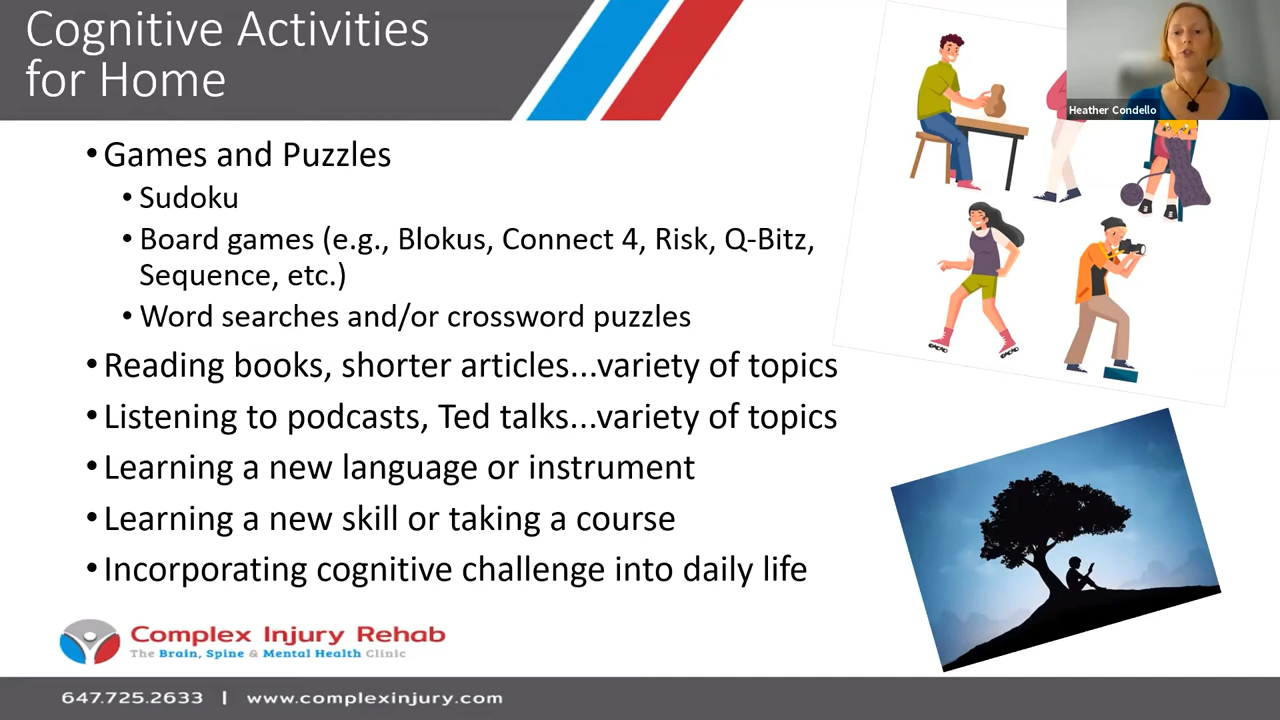 Cognitive Activities
for Home
Heather Condello
• Games and Puzzles
• Sudoku
• Board games (e.g., Blokus, Connect 4, Risk, Q-Bitz,
Sequence, etc.)
• Word searches and/or crossword puzzles
• Reading books, shorter articles...variety of topics
• Listening to podcasts, Ted talks...variety of topics
• Learning a new language or instrument
• Learning a new skill or taking a course
• Incorporating cognitive challenge into daily life
Complex Injury Rehab
The Brain, Spine & Mental Health Clinic
647.725.2633 | www.complexinjury.com